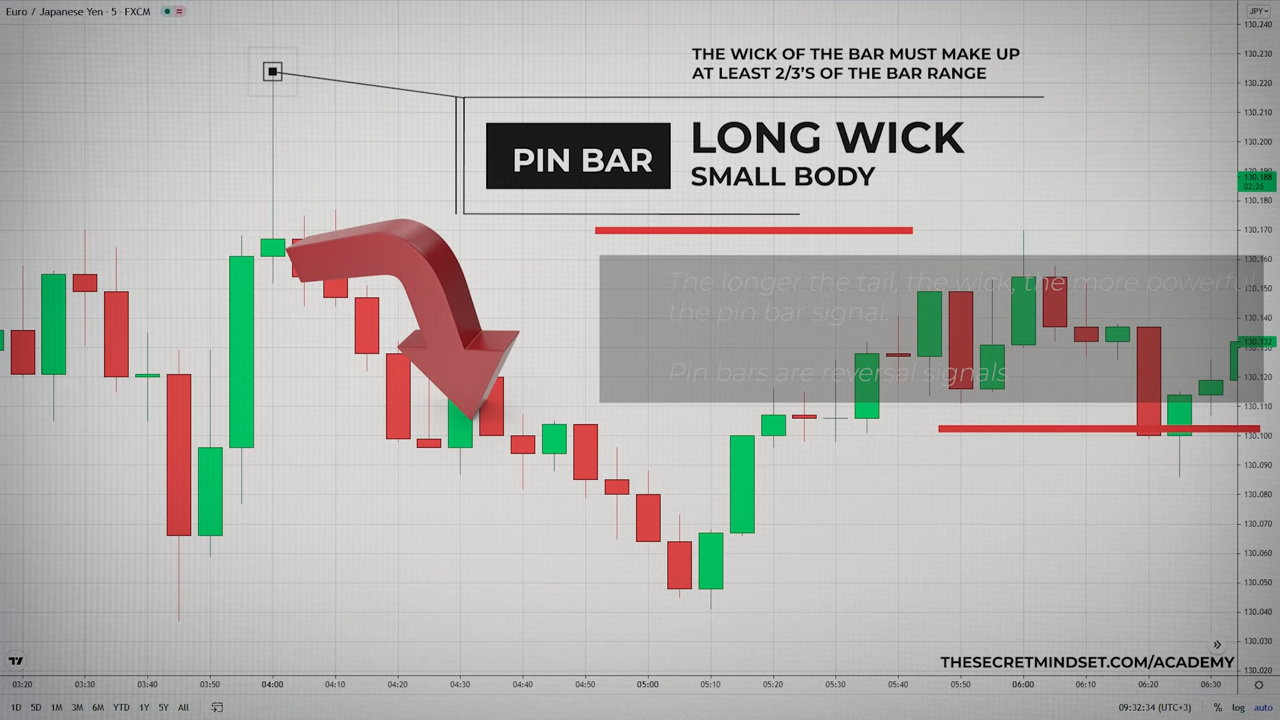 Euro / Japanese Yen · 5 · FXCM
JPY
THE WICK OF THE BAR MUST MAKE UP
AT LEAST 2/3'S OF THE BAR RANGE
PIN BAR
LONG WICK
SMALL BODY
The longer the tail, the wick, the more powerful
the pin bar signal.
Pin bars are reversal signals
130.240
130.230
130.220
130.210
130.200
130.190
130.188
02:26
130.180
130.170
130.160
130.150
130.140
130.132
130.120
130.110
130.100
130.090
130.080
130.070
130.060
130.050
130.040
130.030
130.020
THESECRETMINDSET.COM/ACADEMY
03:20 03:30 03:40 03:50 04:00 04:10 04:20 04:30 04:40 04:50 05:00 05:10 05:20 05:30 05:40 05:50 06:00 06:10 06:20 06:30
1D 5D 1M 3M 6M YTD 1Y 5Y All 09:32:34 (UTC+3) % log auto